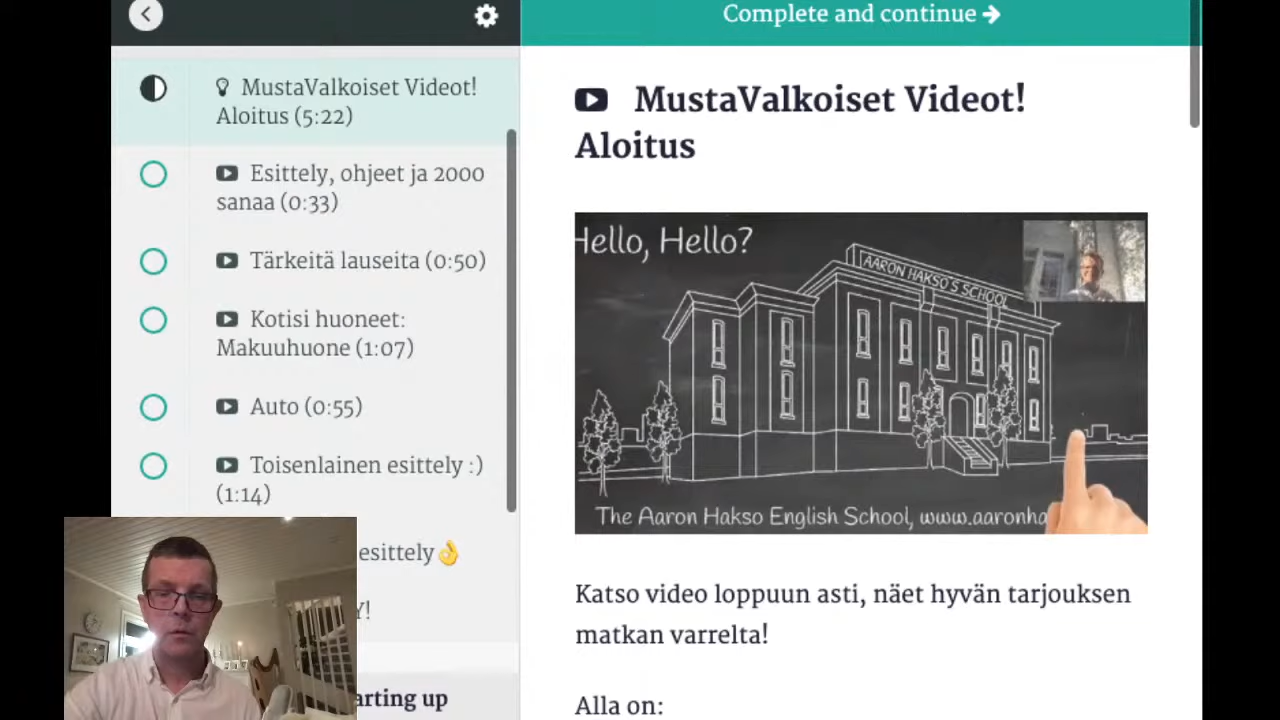 Complete and continue
MustaValkoiset Videot!
Aloitus (5:22)
Esittely, ohjeet ja 2000
sanaa (0:33)
Tärkeitä lauseita (0:50)
Kotisi huoneet:
Makuuhuone (1:07)
Auto (0:55)
Toisenlainen esittely :)
(1:14)
esittely👌
Y!
arting up
MustaValkoiset Videot!
Aloitus
Hello, Hello?
AARON HAKSO'S SCHOOL
The Aaron Hakso English School, www.aaronha
Katso video loppuun asti, näet hyvän tarjouksen
matkan varrelta!
Alla on: